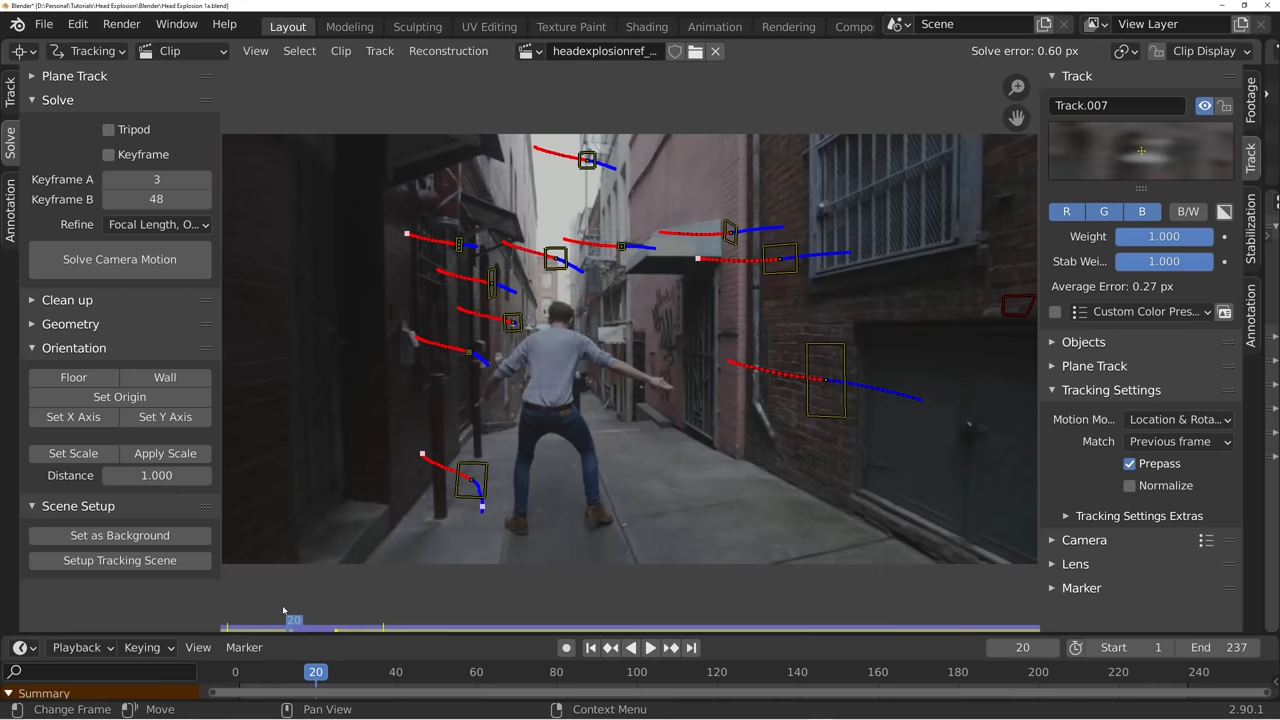 Blender* [D:\Personal\Tutorials\Head Explosion\Blender\Head Explosion 1a.blend]
File Edit Render Window Help Layout Modeling Sculpting UV Editing Texture Paint Shading Animation Rendering Compo Scene View Layer
Tracking Clip View Select Clip Track Reconstruction headexplosionref_... Solve error: 0.60 px Clip Display
Track
Solve
Annotation
Plane Track
Solve
Tripod
Keyframe
Keyframe A 3
Keyframe B 48
Refine Focal Length, O...
Solve Camera Motion
Clean up
Geometry
Orientation
Floor Wall
Set Origin
Set X Axis Set Y Axis
Set Scale Apply Scale
Distance 1.000
Scene Setup
Set as Background
Setup Tracking Scene
20
Track
Track.007
R G B B/W
Weight 1.000
Stab Wei... 1.000
Average Error: 0.27 px
Custom Color Pres...
Objects
Plane Track
Tracking Settings
Motion Mo... Location & Rota...
Match Previous frame
Prepass
Normalize
Tracking Settings Extras
Camera
Lens
Marker
Footage
Track
Stabilization
Annotation
Playback Keying View Marker 20 Start 1 End 237
0 20 40 60 80 100 120 140 160 180 200 220 240
Summary
Change Frame Move Pan View Context Menu 2.90.1